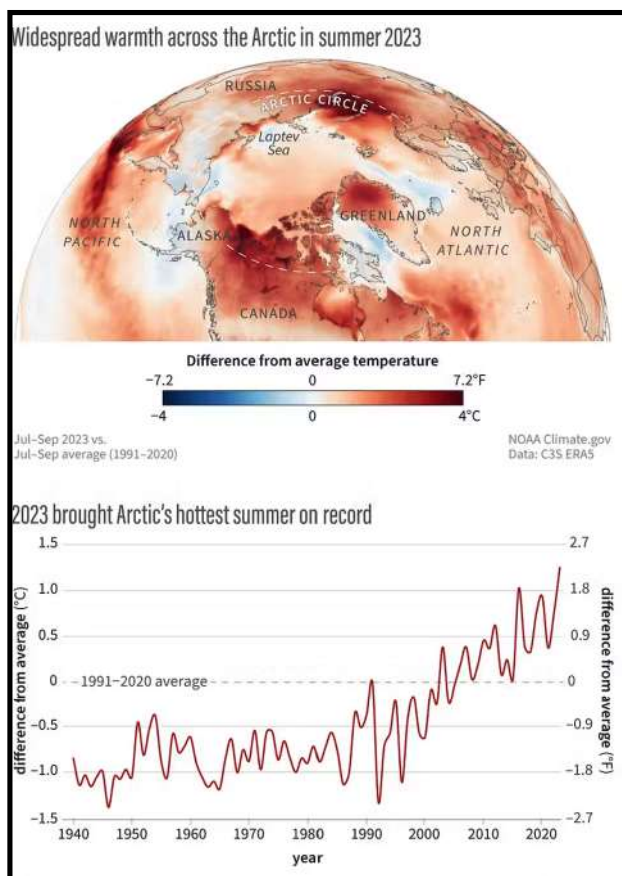 Widespread warmth across the Arctic in summer 2023
RUSSIA
ARCTIC CIRCLE
Laptev
Sea
NORTH
PACIFIC
ALASKA
GREENLAND
NORTH
ATLANTIC
CANADA
Difference from average temperature
−7.2 0 7.2°F
−4 0 4°C
Jul–Sep 2023 vs.
Jul–Sep average (1991–2020)
NOAA Climate.gov
Data: C3S ERA5
2023 brought Arctic's hottest summer on record
difference from average (°C)
1.5
1.0
0.5
0
−0.5
−1.0
−1.5
1991–2020 average
2.7
1.8
0.9
0
−0.9
−1.8
−2.7
difference from
average (°F)
1940 1950 1960 1970 1980 1990 2000 2010 2020
year